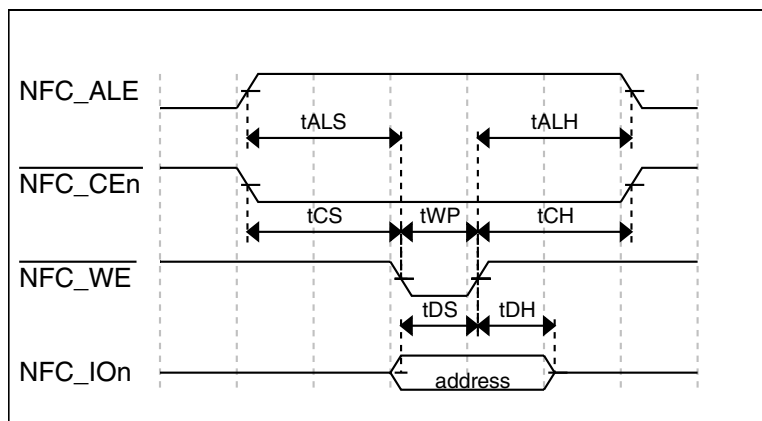 NFC_ALE
tALS tALH
NFC_CEn
tCS tWP tCH
NFC_WE
tDS tDH
NFC_IOn
address